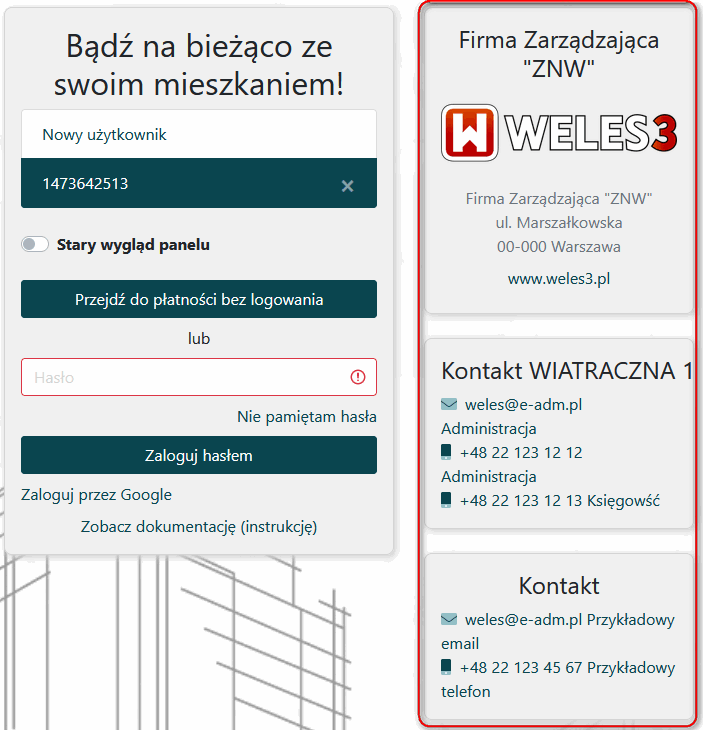 Bądź na bieżąco ze
swoim mieszkaniem!
Nowy użytkownik
1473642513
Stary wygląd panelu
Przejdź do płatności bez logowania
lub
Hasło
Nie pamiętam hasła
Zaloguj hasłem
Zaloguj przez Google
Zobacz dokumentację (instrukcję)
Firma Zarządzająca
"ZNW"
WELES3
Firma Zarządzająca "ZNW"
ul. Marszałkowska
00-000 Warszawa
www.weles3.pl
Kontakt WIATRACZNA 1
weles@e-adm.pl
Administracja
+48 22 123 12 12
Administracja
+48 22 123 12 13 Księgowść
Kontakt
weles@e-adm.pl Przykładowy
email
+48 22 123 45 67 Przykładowy
telefon